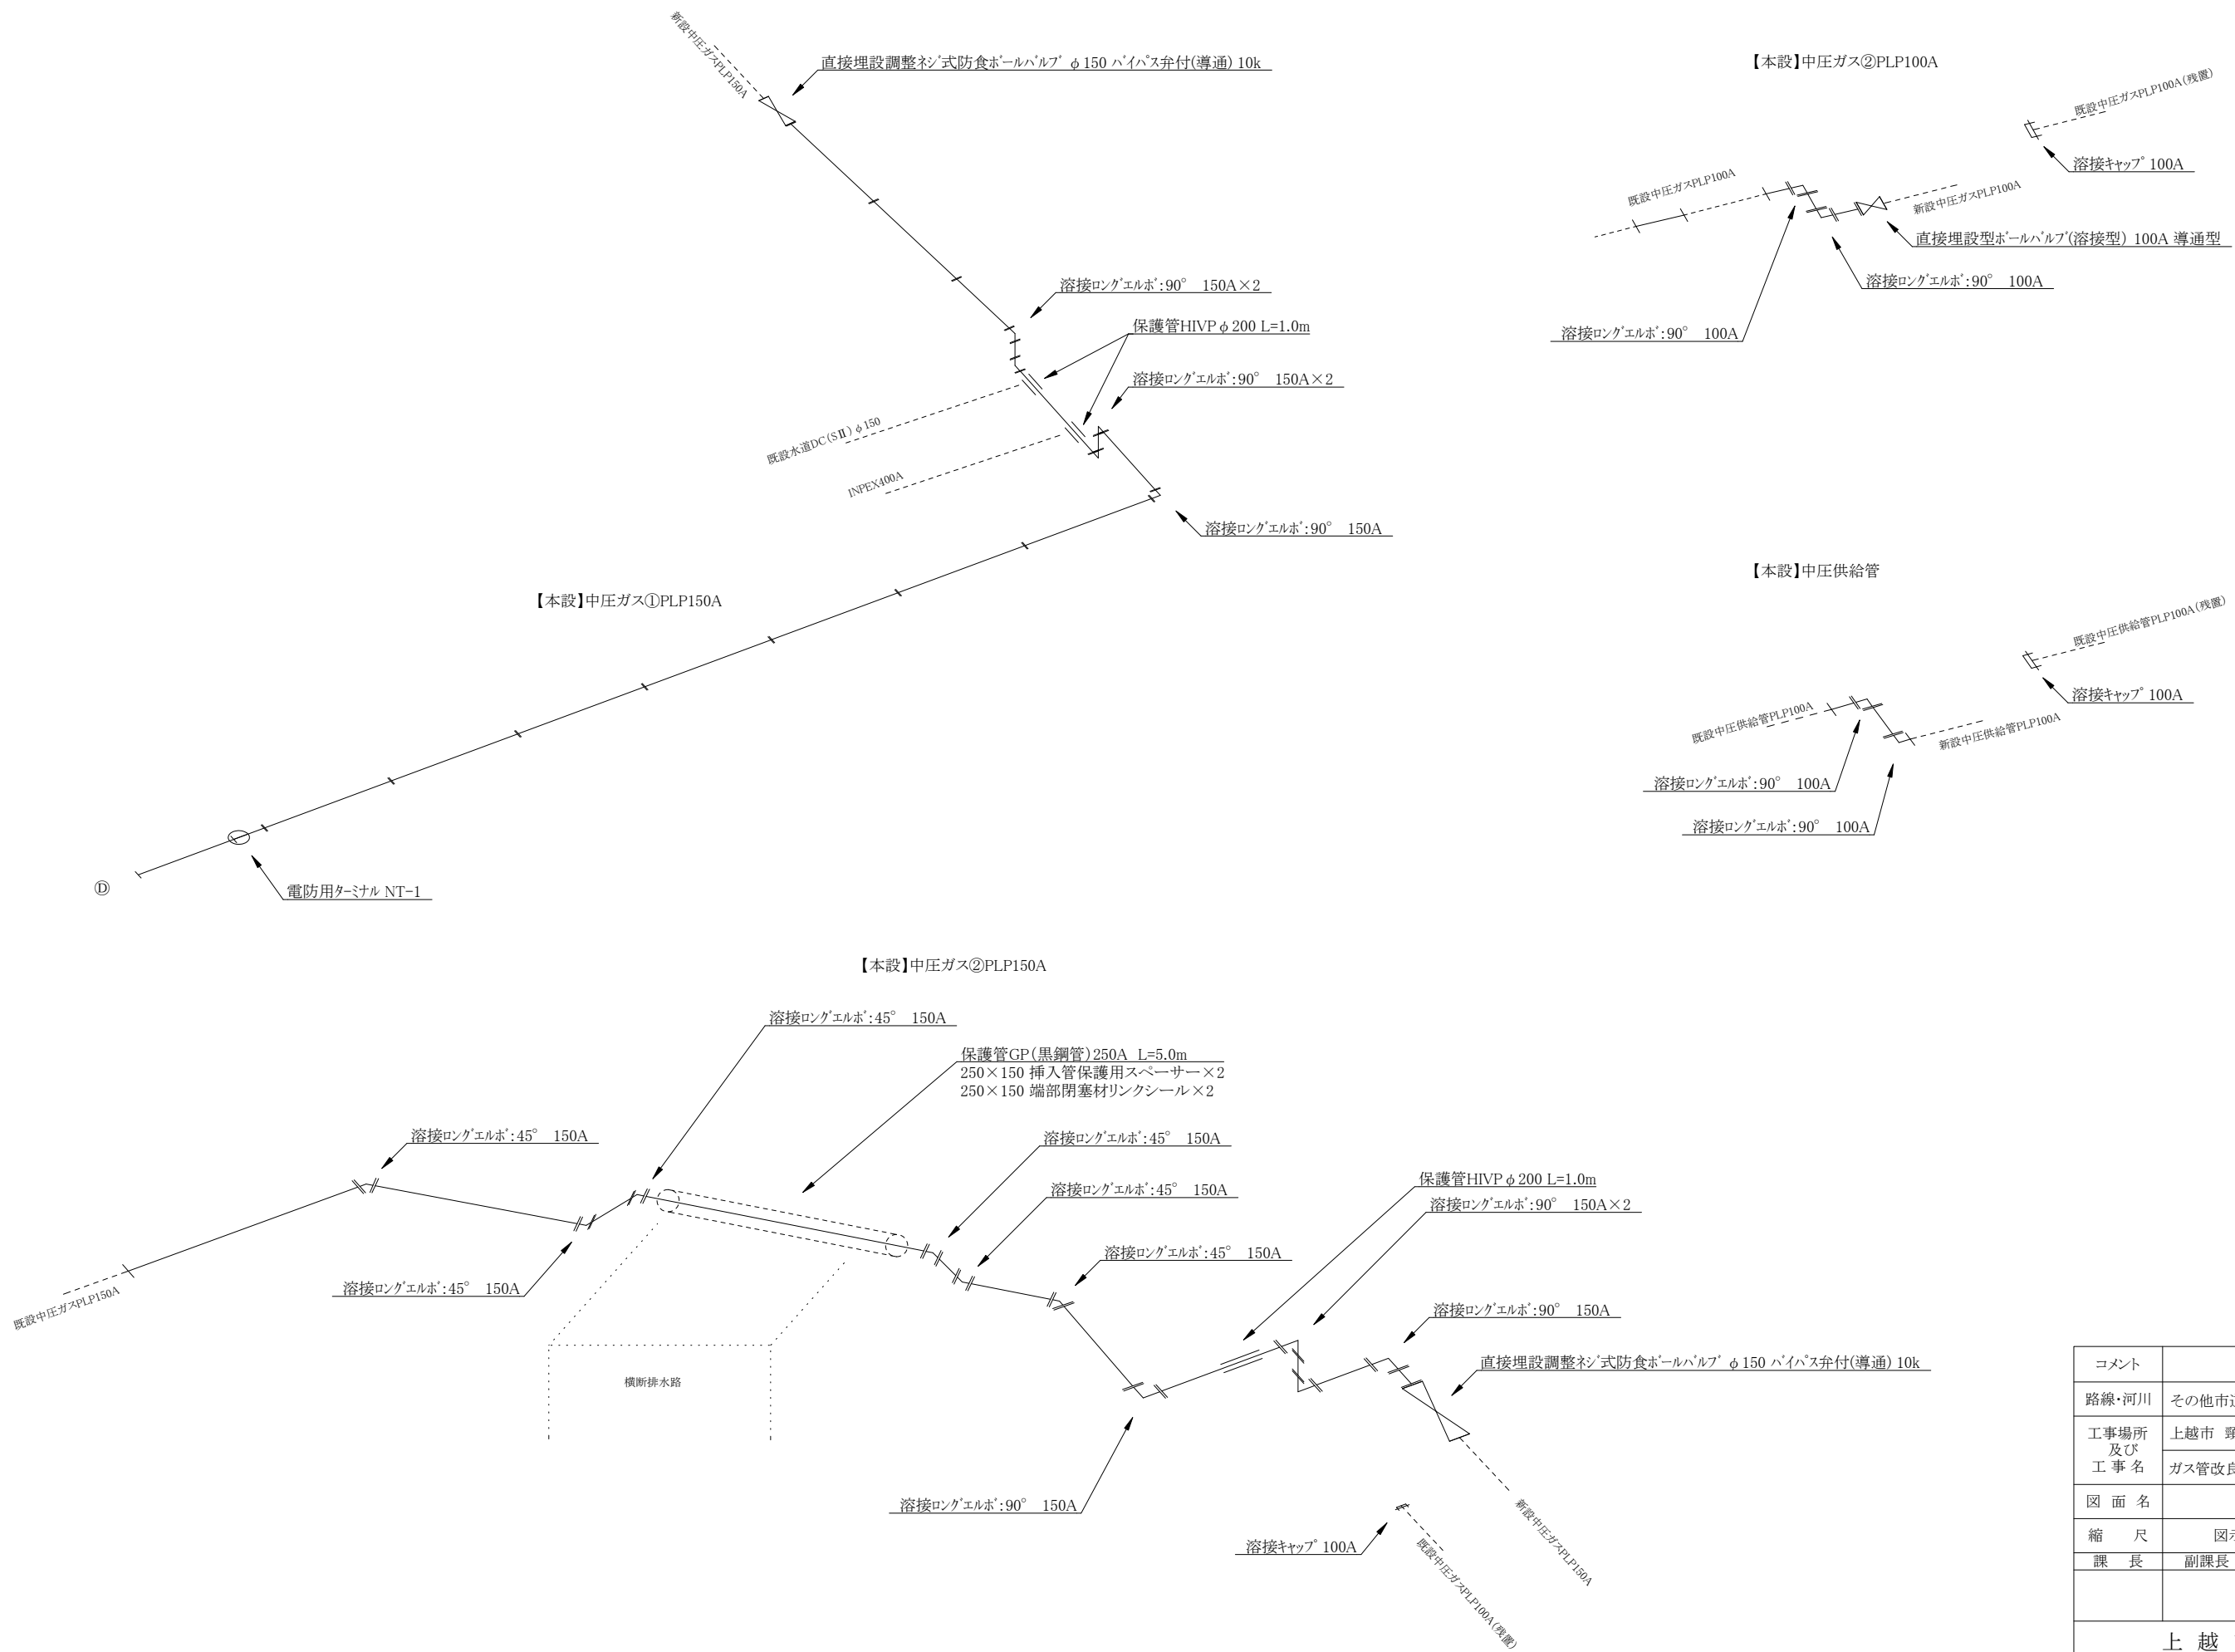 新設中圧ガスPLP150A
直接埋設調整ﾈｼﾞ式防食ﾎﾞｰﾙﾊﾞﾙﾌﾞ φ150 ﾊﾞｲﾊﾟｽ弁付(導通) 10k
溶接ﾛﾝｸﾞｴﾙﾎﾞ:90° 150A×2
保護管HIVPφ200 L=1.0m
溶接ﾛﾝｸﾞｴﾙﾎﾞ:90° 150A×2
既設水道DC(SⅡ)φ150
INPEX400A
溶接ﾛﾝｸﾞｴﾙﾎﾞ:90° 150A
【本設】中圧ガス①PLP150A
Ⓓ
電防用ﾀｰﾐﾅﾙ NT-1
【本設】中圧ガス②PLP100A
既設中圧ガスPLP100A(残置)
溶接ｷｬｯﾌﾟ 100A
既設中圧ガスPLP100A
新設中圧ガスPLP100A
直接埋設型ﾎﾞｰﾙﾊﾞﾙﾌﾞ(溶接型) 100A 導通型
溶接ﾛﾝｸﾞｴﾙﾎﾞ:90° 100A
溶接ﾛﾝｸﾞｴﾙﾎﾞ:90° 100A
【本設】中圧供給管
既設中圧供給管PLP100A(残置)
溶接ｷｬｯﾌﾟ 100A
既設中圧供給管PLP100A
新設中圧供給管PLP100A
溶接ﾛﾝｸﾞｴﾙﾎﾞ:90° 100A
溶接ﾛﾝｸﾞｴﾙﾎﾞ:90° 100A
【本設】中圧ガス②PLP150A
溶接ﾛﾝｸﾞｴﾙﾎﾞ:45° 150A
保護管GP(黒鋼管)250A L=5.0m
250×150 挿入管保護用スペーサー×2
250×150 端部閉塞材リンクシール×2
溶接ﾛﾝｸﾞｴﾙﾎﾞ:45° 150A
溶接ﾛﾝｸﾞｴﾙﾎﾞ:45° 150A
溶接ﾛﾝｸﾞｴﾙﾎﾞ:45° 150A
溶接ﾛﾝｸﾞｴﾙﾎﾞ:45° 150A
溶接ﾛﾝｸﾞｴﾙﾎﾞ:45° 150A
保護管HIVPφ200 L=1.0m
溶接ﾛﾝｸﾞｴﾙﾎﾞ:90° 150A×2
溶接ﾛﾝｸﾞｴﾙﾎﾞ:90° 150A
直接埋設調整ﾈｼﾞ式防食ﾎﾞｰﾙﾊﾞﾙﾌﾞ φ150 ﾊﾞｲﾊﾟｽ弁付(導通) 10k
既設中圧ガスPLP150A
横断排水路
溶接ﾛﾝｸﾞｴﾙﾎﾞ:90° 150A
溶接ｷｬｯﾌﾟ 100A
新設中圧ガスPLP150A
既設中圧ガスPLP100A(残置)
コメント
路線・河川 その他市
工事場所
及び
工 事 名
上越市 頸
ガス管改
図 面 名
縮 尺 図
課 長 副課長
上 越